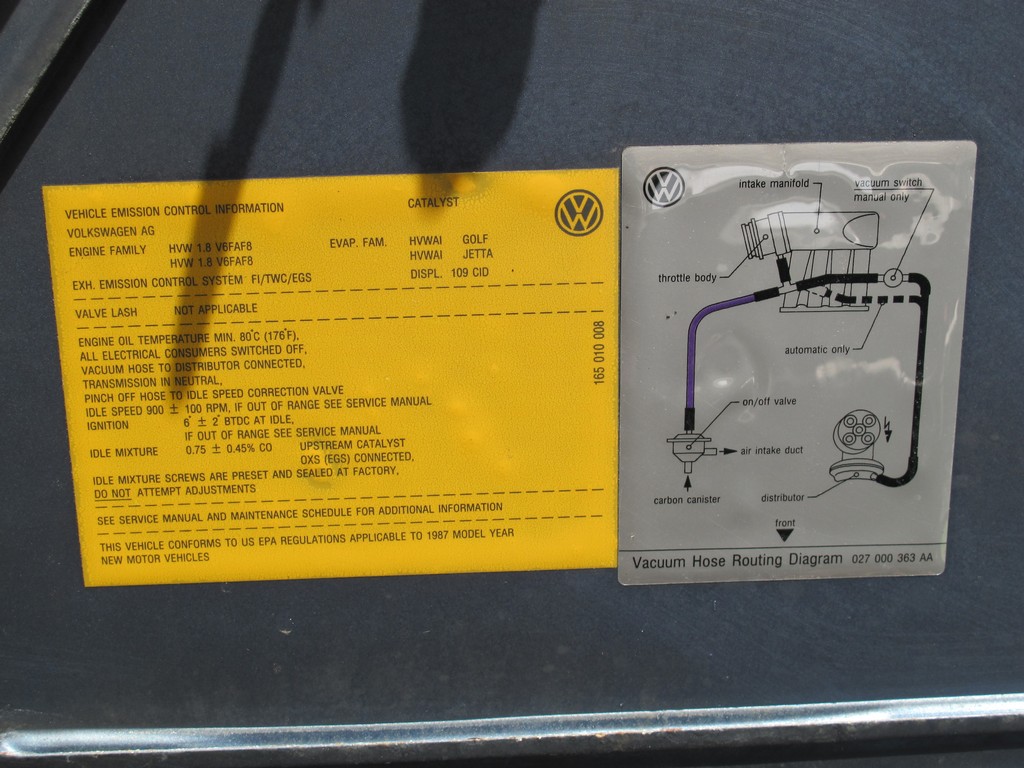 VEHICLE EMISSION CONTROL INFORMATION CATALYST
VOLKSWAGEN AG
ENGINE FAMILY HVW 1.8 V6FAF8 EVAP. FAM. HVWAI GOLF
HVW 1.8 V6FAF8 HVWAI JETTA
EXH. EMISSION CONTROL SYSTEM FI/TWC/EGS DISPL. 109 CID
VALVE LASH NOT APPLICABLE
ENGINE OIL TEMPERATURE MIN. 80°C (176°F),
ALL ELECTRICAL CONSUMERS SWITCHED OFF,
VACUUM HOSE TO DISTRIBUTOR CONNECTED,
TRANSMISSION IN NEUTRAL,
PINCH OFF HOSE TO IDLE SPEED CORRECTION VALVE
IDLE SPEED 900 ± 100 RPM, IF OUT OF RANGE SEE SERVICE MANUAL
IGNITION 6° ± 2° BTDC AT IDLE,
IF OUT OF RANGE SEE SERVICE MANUAL
IDLE MIXTURE 0.75 ± 0.45% CO UPSTREAM CATALYST
OXS (EGS) CONNECTED,
IDLE MIXTURE SCREWS ARE PRESET AND SEALED AT FACTORY,
DO NOT ATTEMPT ADJUSTMENTS
SEE SERVICE MANUAL AND MAINTENANCE SCHEDULE FOR ADDITIONAL INFORMATION
THIS VEHICLE CONFORMS TO US EPA REGULATIONS APPLICABLE TO 1987 MODEL YEAR
NEW MOTOR VEHICLES
165 010 008
intake manifold
vacuum switch
manual only
throttle body
automatic only
on/off valve
air intake duct
carbon canister
distributor
front
Vacuum Hose Routing Diagram 027 000 363 AA